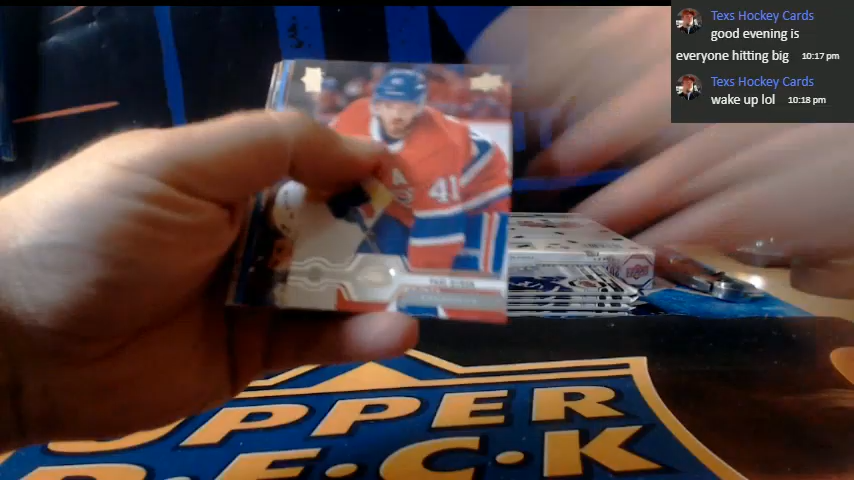 Texs Hockey Cards
good evening is
everyone hitting big 10:17 pm
Texs Hockey Cards
wake up lol 10:18 pm
41
UPPER
DECK